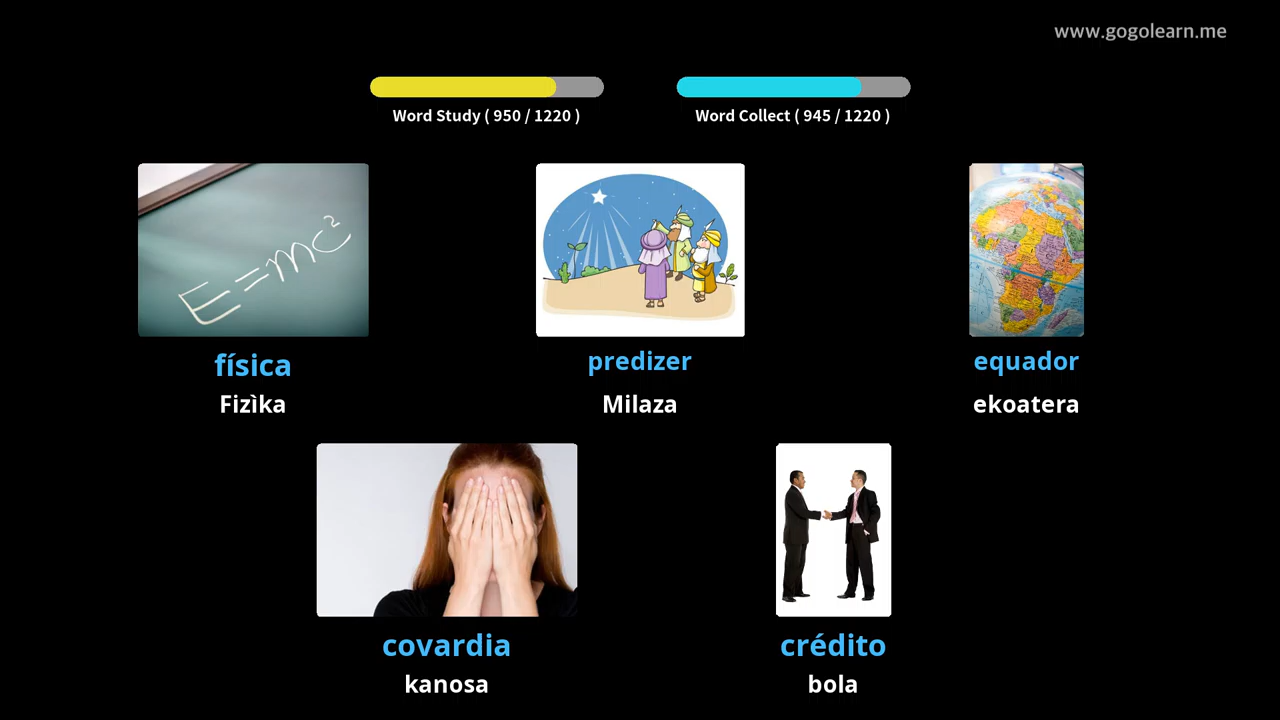 www.gogolearn.me
Word Study ( 950 / 1220 )
Word Collect ( 945 / 1220 )
E=mc²
física
Fizìka
predizer
Milaza
equador
ekoatera
covardia
kanosa
crédito
bola